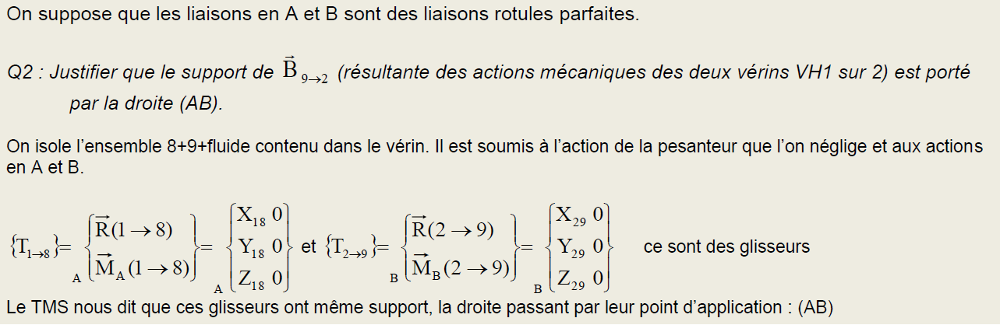 On suppose que les liaisons en A et B sont des liaisons rotules parfaites.
Q2 : Justifier que le support de B⃗ 9→2 (résultante des actions mécaniques des deux vérins VH1 sur 2) est porté
par la droite (AB).
On isole l'ensemble 8+9+fluide contenu dans le vérin. Il est soumis à l'action de la pesanteur que l'on néglige et aux actions
en A et B.
{T1→8}= A {R⃗(1→8) M⃗A(1→8)}= A {X18 0 Y18 0 Z18 0} et {T2→9}= B {R⃗(2→9) M⃗B(2→9)}= B {X29 0 Y29 0 Z29 0} ce sont des glisseurs
Le TMS nous dit que ces glisseurs ont même support, la droite passant par leur point d'application : (AB)